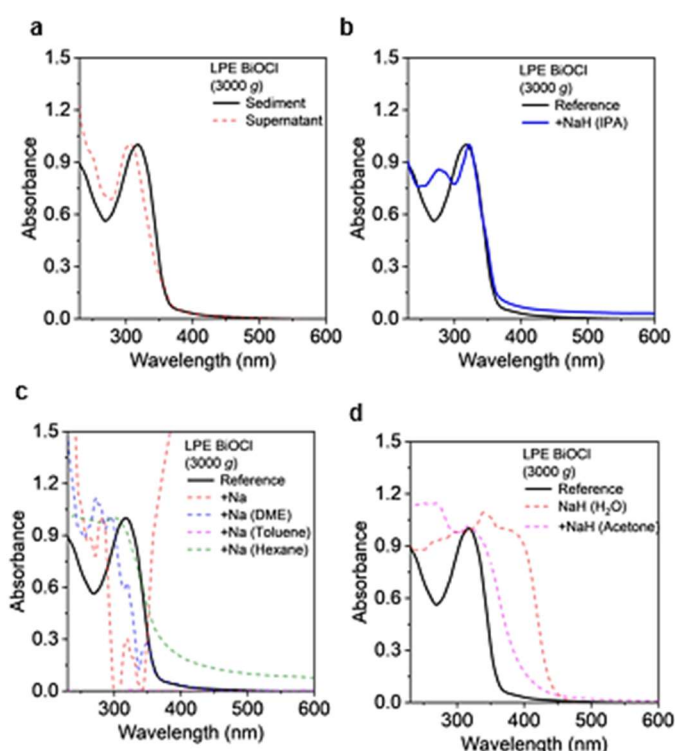 a
LPE BiOCl
(3000 g)
Sediment
Supernatant
1.5
1.2
0.9
0.6
0.3
0.0
Absorbance
300 400 500 600
Wavelength (nm)
b
LPE BiOCl
(3000 g)
Reference
+NaH (IPA)
1.5
1.2
0.9
0.6
0.3
0.0
Absorbance
300 400 500 600
Wavelength (nm)
c
LPE BiOCl
(3000 g)
Reference
+Na
+Na (DME)
+Na (Toluene)
+Na (Hexane)
1.5
1.2
0.9
0.6
0.3
0.0
Absorbance
300 400 500 600
Wavelength (nm)
d
LPE BiOCl
(3000 g)
Reference
NaH (H₂O)
+NaH (Acetone)
1.5
1.2
0.9
0.6
0.3
0.0
Absorbance
300 400 500 600
Wavelength (nm)